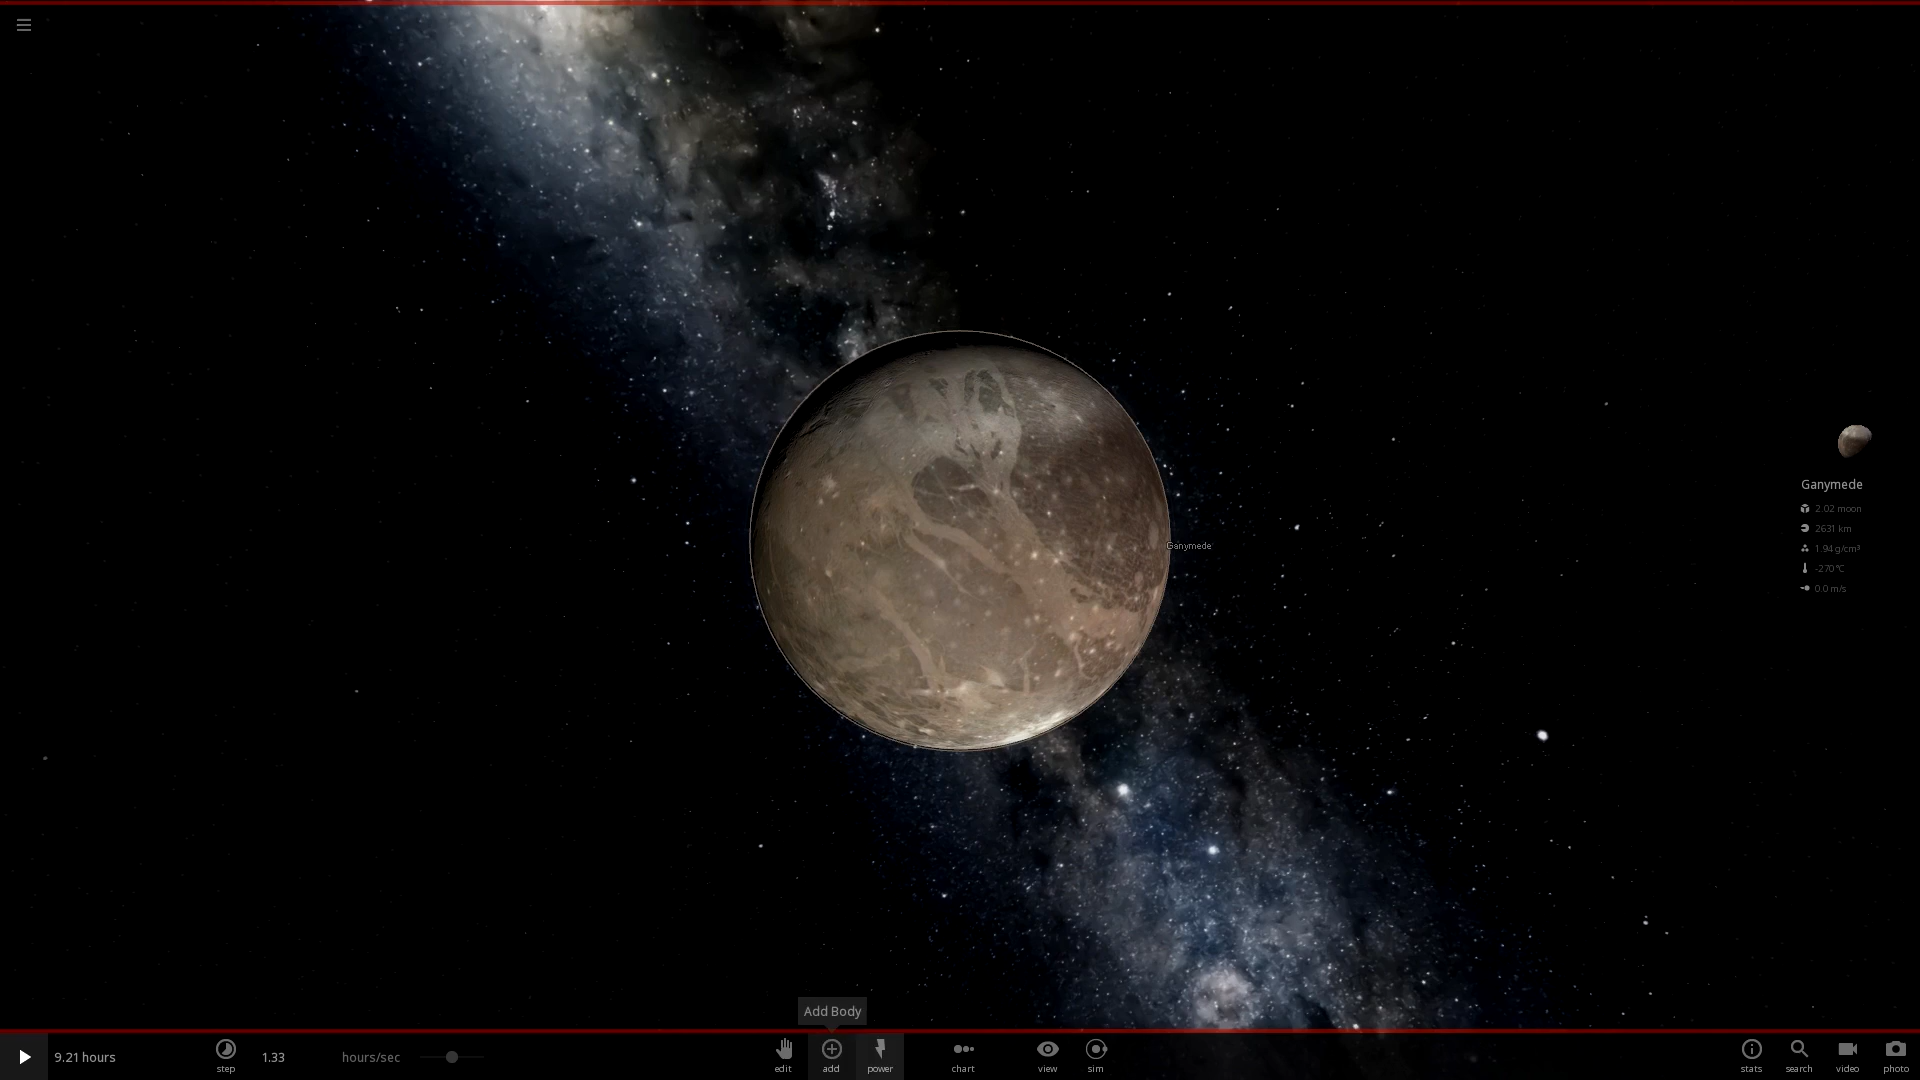 Ganymede
Ganymede
2.02 moon
2631 km
1.94 g/cm³
-270 °C
0.0 m/s
Add Body
9.21 hours
step
1.33
hours/sec
edit
add
power
chart
view
sim
stats
search
video
photo